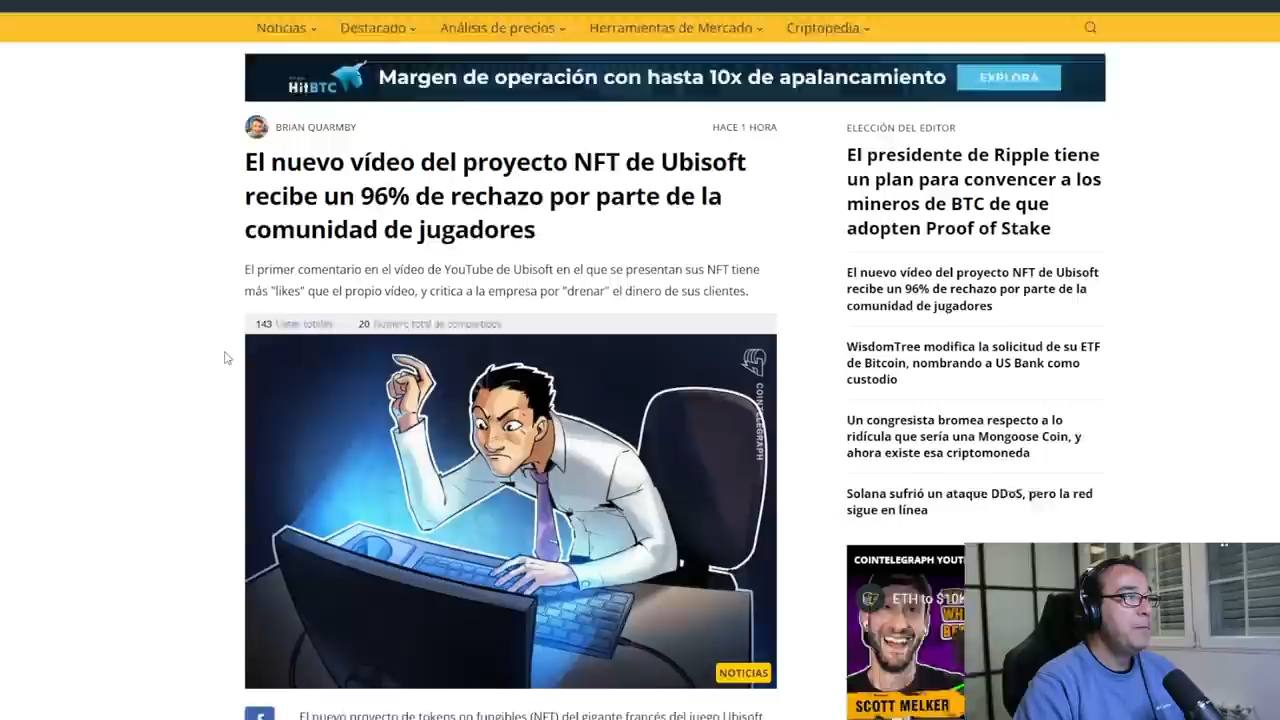 Noticias
Destacado
Análisis de precios
Herramientas de Mercado
Criptopedia
HitBTC
Margen de operación con hasta 10x de apalancamiento
EXPLORA
BRIAN QUARMBY
HACE 1 HORA
El nuevo vídeo del proyecto NFT de Ubisoft
recibe un 96% de rechazo por parte de la
comunidad de jugadores
El primer comentario en el vídeo de YouTube de Ubisoft en el que se presentan sus NFT tiene
más "likes" que el propio vídeo, y critica a la empresa por "drenar" el dinero de sus clientes.
143 Vistas totales
20 Número total de compartidos
COINTELEGRAPH
NOTICIAS
El nuevo proyecto de tokens no fungibles (NFT) del gigante francés del juego Ubisoft
ELECCIÓN DEL EDITOR
El presidente de Ripple tiene
un plan para convencer a los
mineros de BTC de que
adopten Proof of Stake
El nuevo vídeo del proyecto NFT de Ubisoft
recibe un 96% de rechazo por parte de la
comunidad de jugadores
WisdomTree modifica la solicitud de su ETF
de Bitcoin, nombrando a US Bank como
custodio
Un congresista bromea respecto a lo
ridícula que sería una Mongoose Coin, y
ahora existe esa criptomoneda
Solana sufrió un ataque DDoS, pero la red
sigue en línea
COINTELEGRAPH YOUT
ETH to $10K
SCOTT MELKER